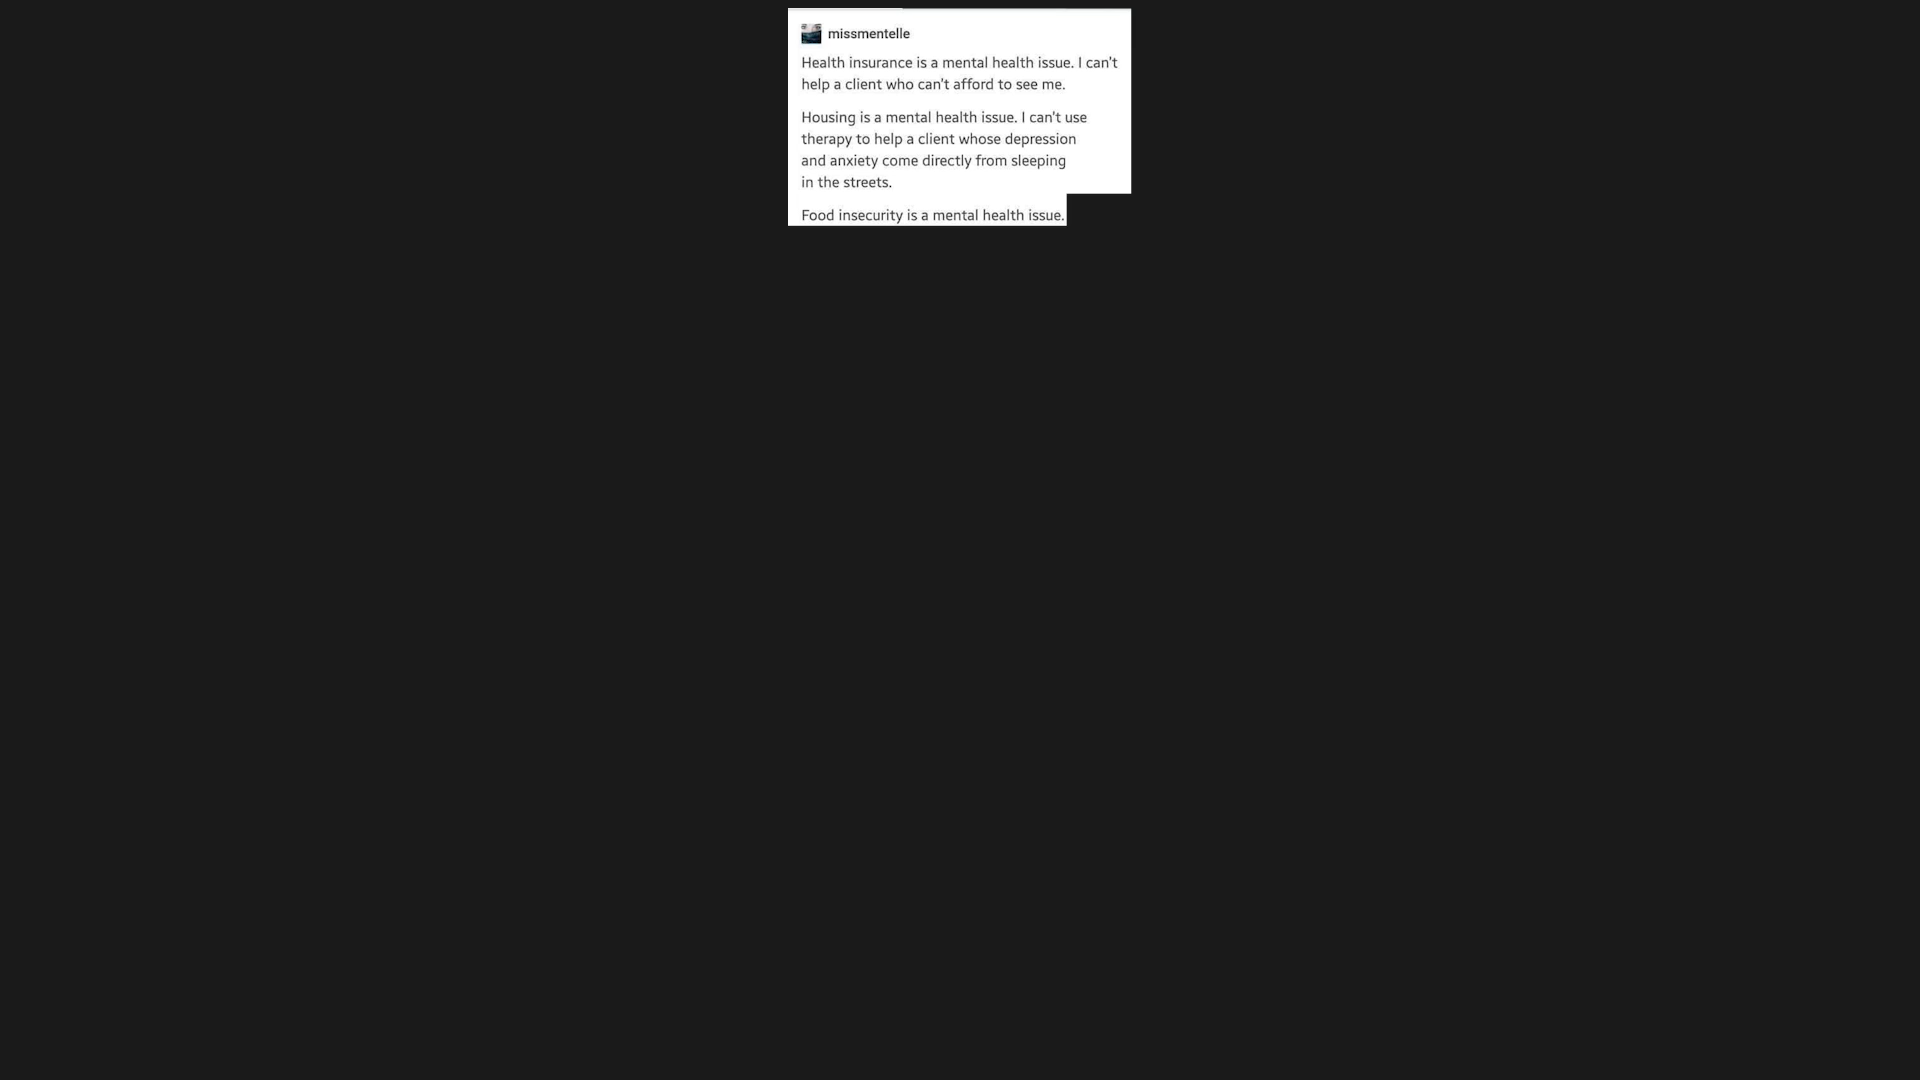 missmentelle
Health insurance is a mental health issue. I can't
help a client who can't afford to see me.
Housing is a mental health issue. I can't use
therapy to help a client whose depression
and anxiety come directly from sleeping
in the streets.
Food insecurity is a mental health issue.